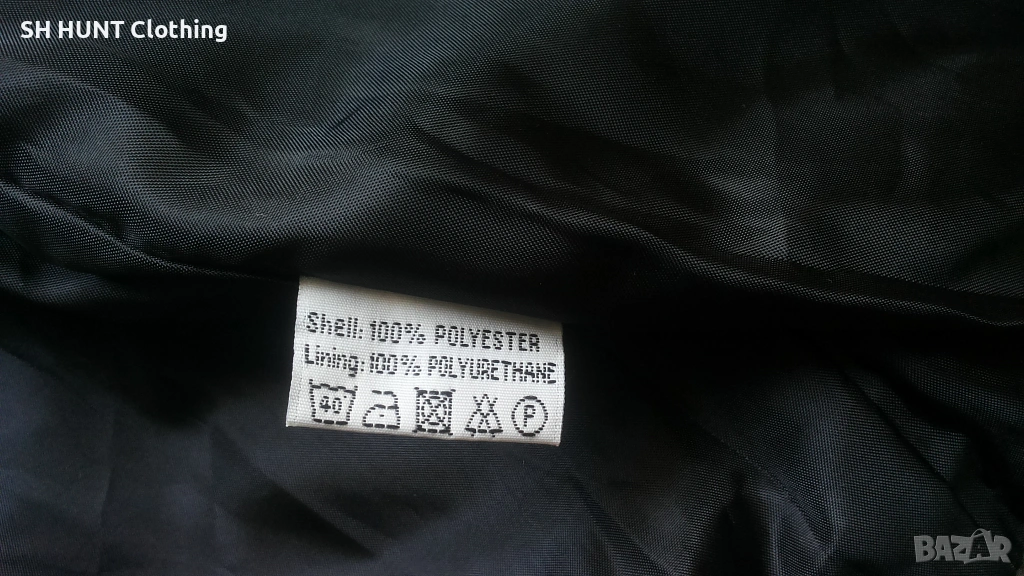 SH HUNT Clothing
Shell: 100% POLYESTER
Lining: 100% POLYURETHANE
40 P
BAZAR